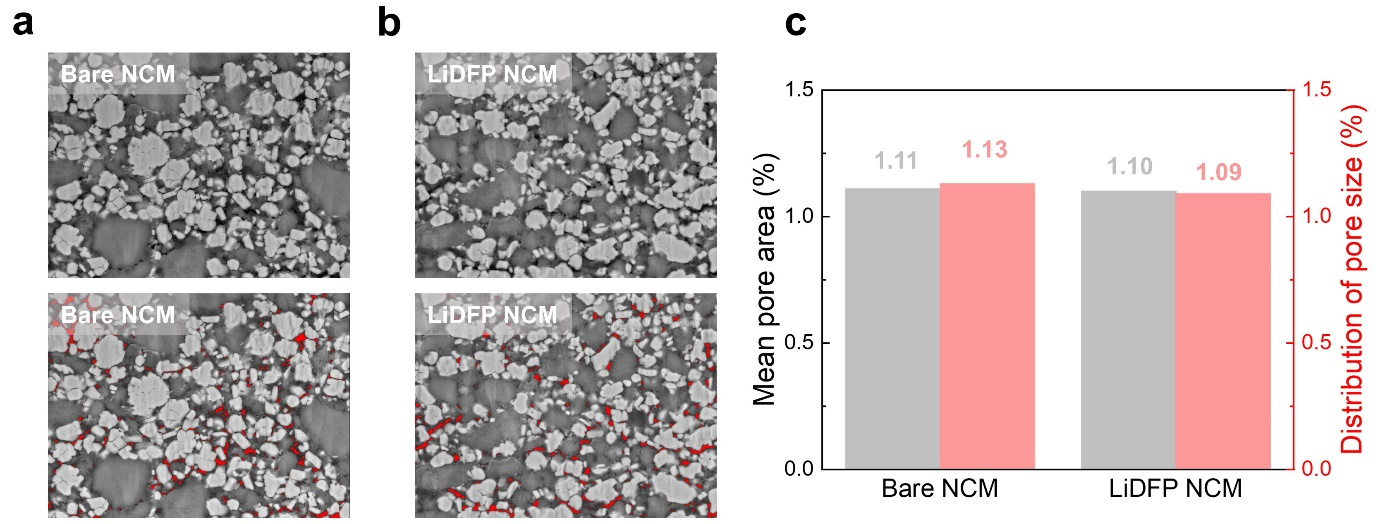 a
Bare NCM
Bare NCM
b
LiDFP NCM
LiDFP NCM
c
Mean pore area (%)
1.5
1.0
0.5
0.0
1.11
1.13
1.10
1.09
Bare NCM
LiDFP NCM
1.5
1.0
0.5
0.0
Distribution of pore size (%)